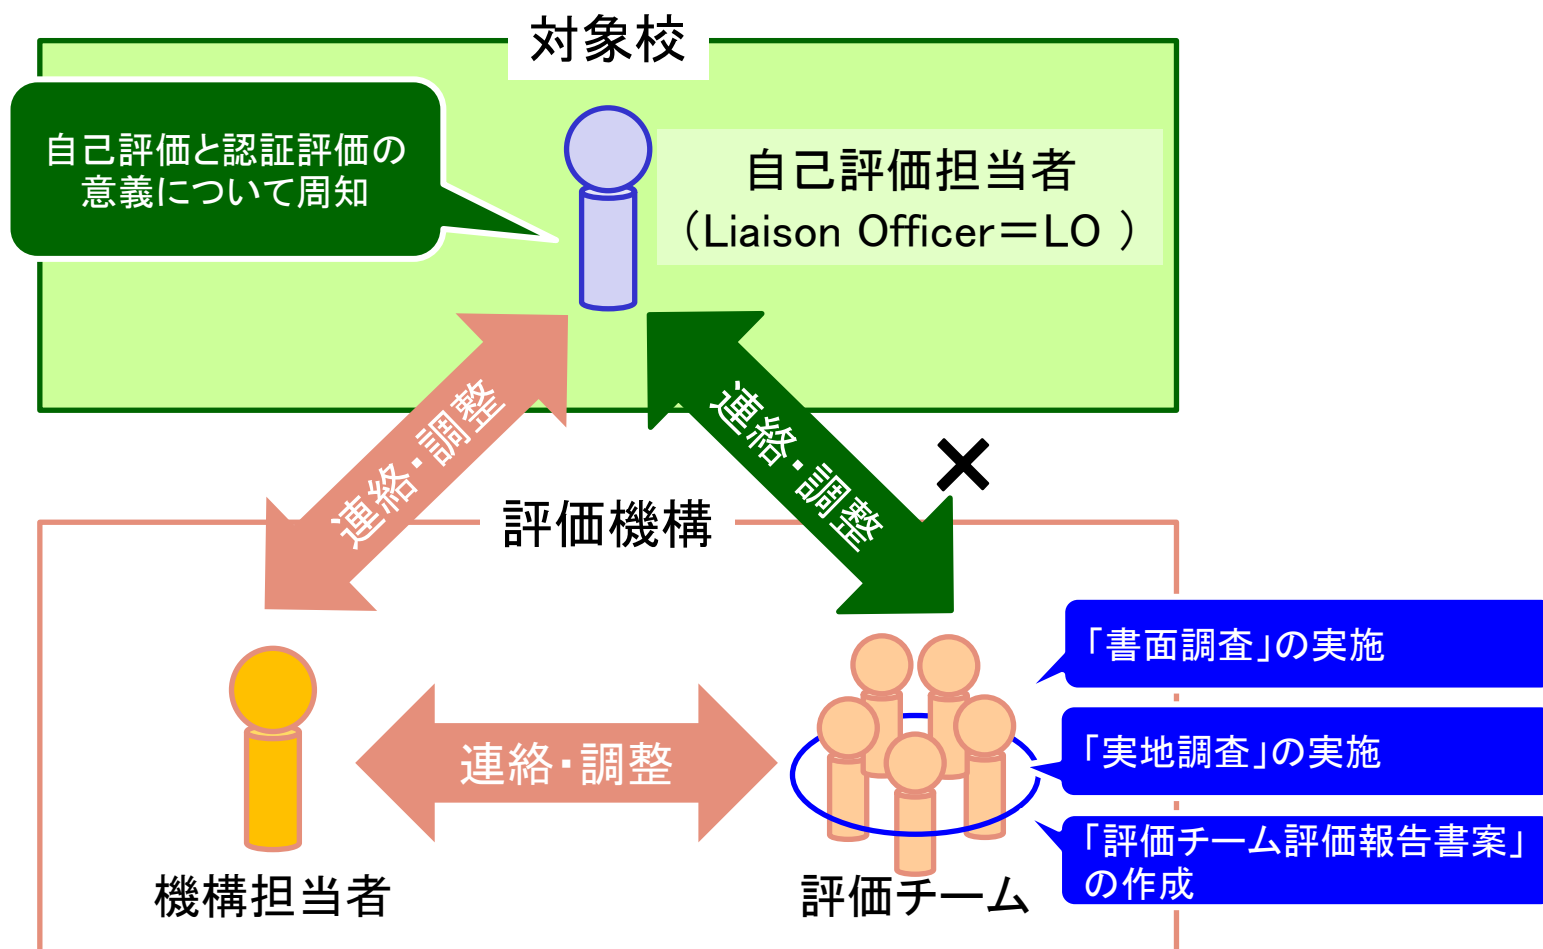 対象校
自己評価と認証評価の
意義について周知
自己評価担当者
（Liaison Officer＝LO ）
連絡・調整
連絡・調整
×
評価機構
「書面調査」の実施
「実地調査」の実施
連絡・調整
「評価チーム評価報告書案」
の作成
機構担当者
評価チーム